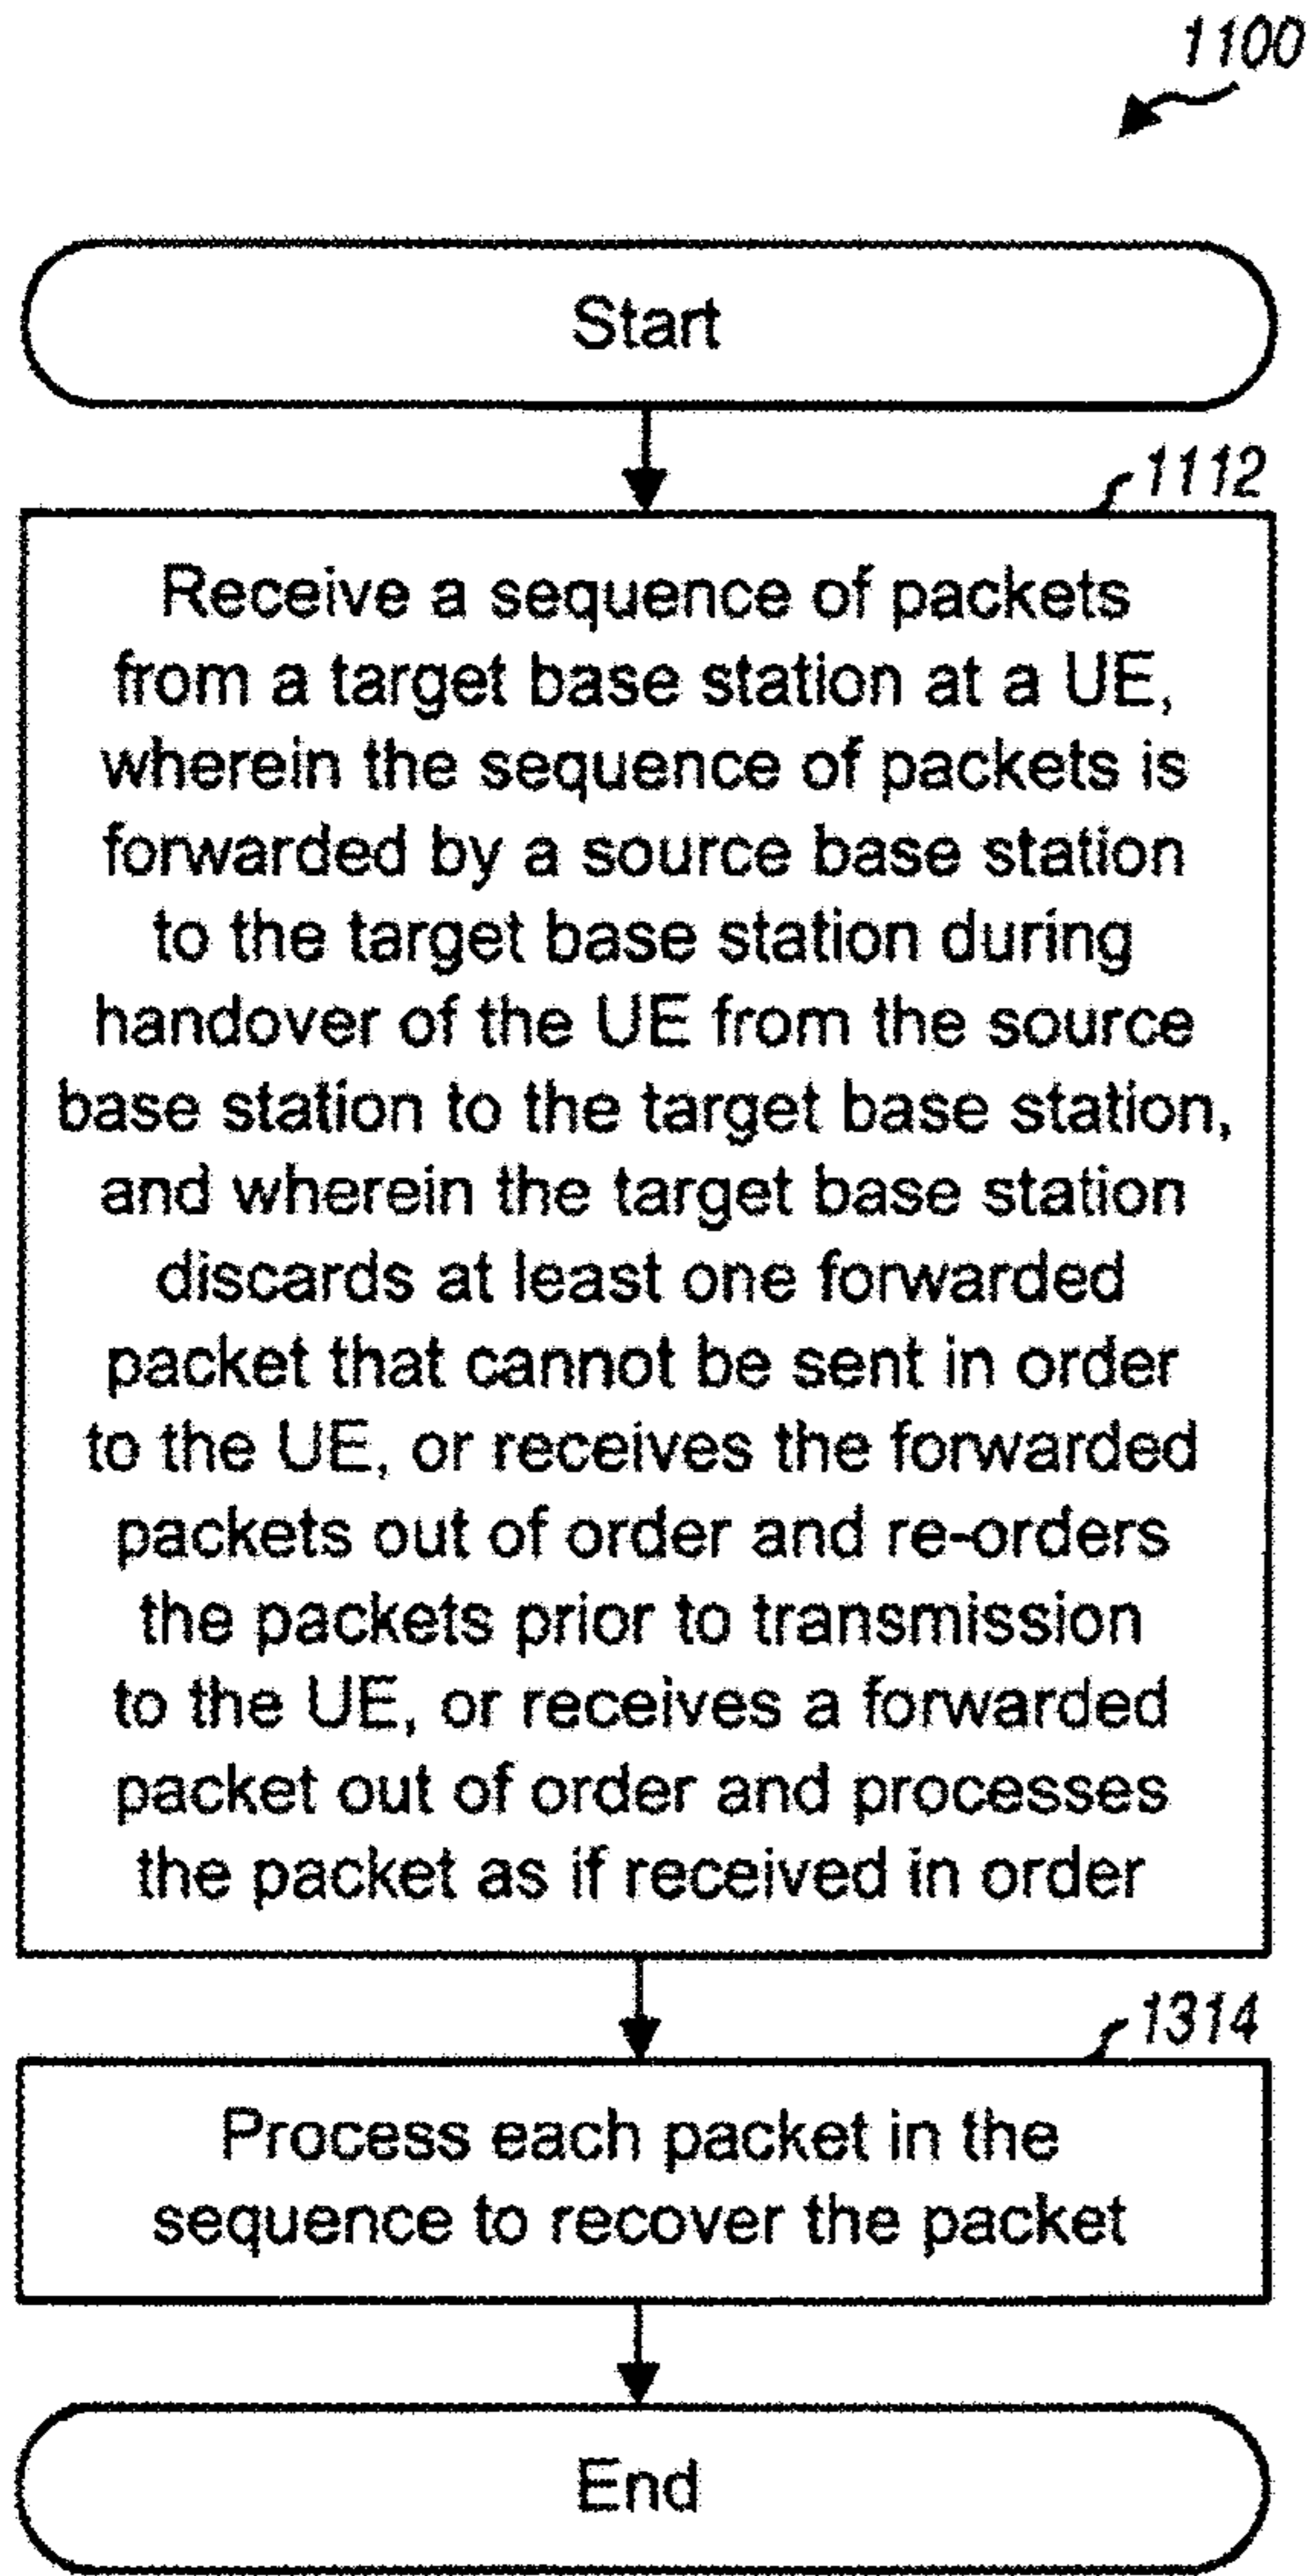 1100
Start
1112
Receive a sequence of packets
from a target base station at a UE,
wherein the sequence of packets is
forwarded by a source base station
to the target base station during
handover of the UE from the source
base station to the target base station,
and wherein the target base station
discards at least one forwarded
packet that cannot be sent in order
to the UE, or receives the forwarded
packets out of order and re-orders
the packets prior to transmission
to the UE, or receives a forwarded
packet out of order and processes
the packet as if received in order
1314
Process each packet in the
sequence to recover the packet
End